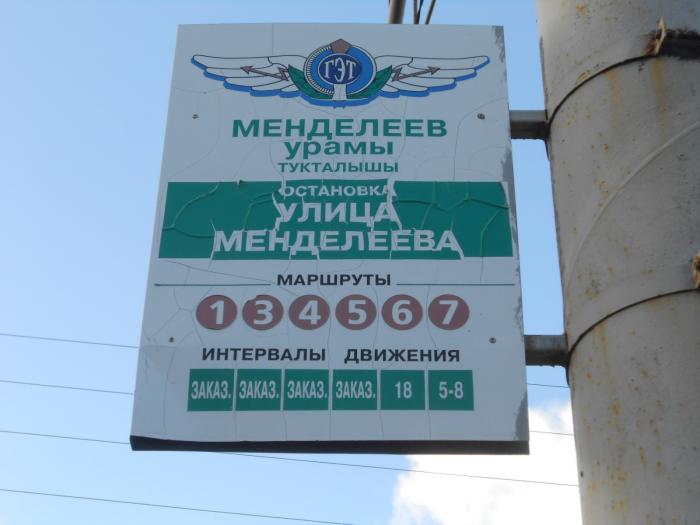 ГЭТ
МЕНДЕЛЕЕВ
урамы
ТУКТАЛЫШЫ
ОСТАНОВКА
УЛИЦА
МЕНДЕЛЕЕВА
МАРШРУТЫ
1 3 4 5 6 7
ИНТЕРВАЛЫ ДВИЖЕНИЯ
ЗАКАЗ. ЗАКАЗ. ЗАКАЗ. ЗАКАЗ. 18 5-8